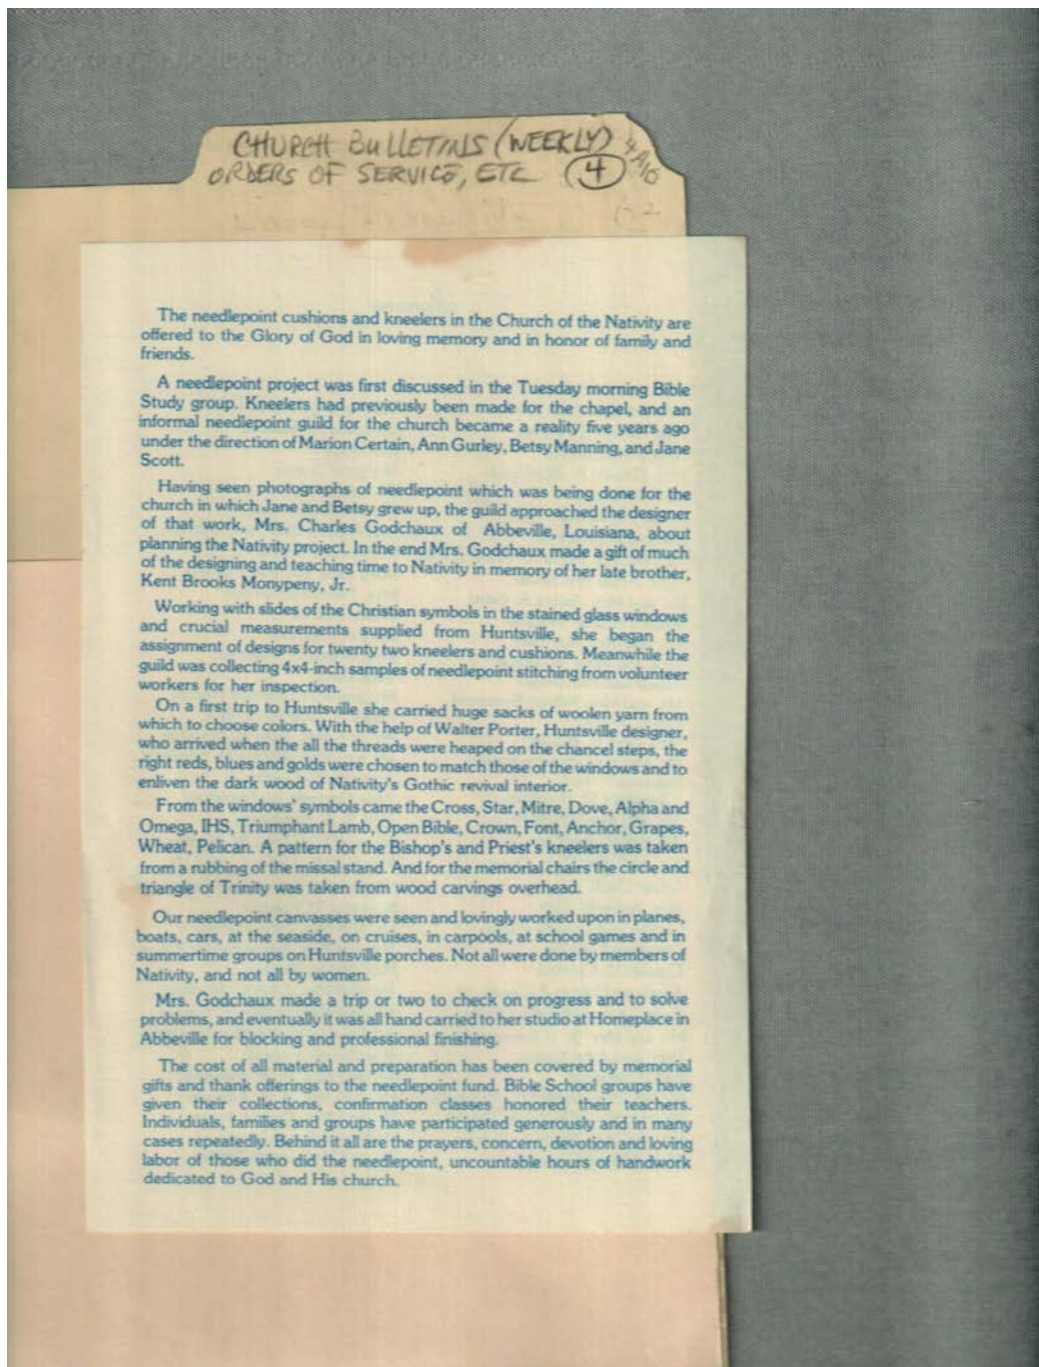 CHURCH BULLETINS (WEEKLY)
ORDERS OF SERVICE, ETC 4
The needlepoint cushions and kneelers in the Church of the Nativity are
offered to the Glory of God in loving memory and in honor of family and
friends.
A needlepoint project was first discussed in the Tuesday morning Bible
Study group. Kneelers had previously been made for the chapel, and an
informal needlepoint guild for the church became a reality five years ago
under the direction of Marion Certain, Ann Gurley, Betsy Manning, and Jane
Scott.
Having seen photographs of needlepoint which was being done for the
church in which Jane and Betsy grew up, the guild approached the designer
of that work, Mrs. Charles Godchaux of Abbeville, Louisiana, about
planning the Nativity project. In the end Mrs. Godchaux made a gift of much
of the designing and teaching time to Nativity in memory of her late brother,
Kent Brooks Monypeny, Jr.
Working with slides of the Christian symbols in the stained glass windows
and crucial measurements supplied from Huntsville, she began the
assignment of designs for twenty two kneelers and cushions. Meanwhile the
guild was collecting 4x4-inch samples of needlepoint stitching from volunteer
workers for her inspection.
On a first trip to Huntsville she carried huge sacks of woolen yarn from
which to choose colors. With the help of Walter Porter, Huntsville designer,
who arrived when the all the threads were heaped on the chancel steps, the
right reds, blues and golds were chosen to match those of the windows and to
enliven the dark wood of Nativity's Gothic revival interior.
From the windows' symbols came the Cross, Star, Mitre, Dove, Alpha and
Omega, IHS, Triumphant Lamb, Open Bible, Crown, Font, Anchor, Grapes,
Wheat, Pelican. A pattern for the Bishop's and Priest's kneelers was taken
from a rubbing of the missal stand. And for the memorial chairs the circle and
triangle of Trinity was taken from wood carvings overhead.
Our needlepoint canvasses were seen and lovingly worked upon in planes,
boats, cars, at the seaside, on cruises, in carpools, at school games and in
summertime groups on Huntsville porches. Not all were done by members of
Nativity, and not all by women.
Mrs. Godchaux made a trip or two to check on progress and to solve
problems, and eventually it was all hand carried to her studio at Homeplace in
Abbeville for blocking and professional finishing.
The cost of all material and preparation has been covered by memorial
gifts and thank offerings to the needlepoint fund. Bible School groups have
given their collections, confirmation classes honored their teachers.
Individuals, families and groups have participated generously and in many
cases repeatedly. Behind it all are the prayers, concern, devotion and loving
labor of those who did the needlepoint, uncountable hours of handwork
dedicated to God and His church.